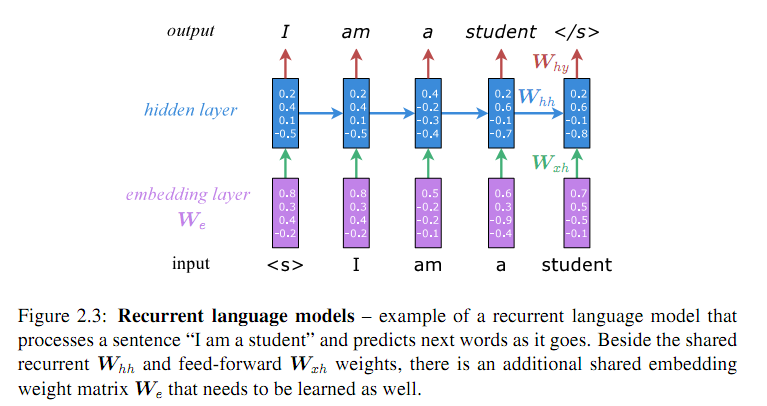 output I am a student </s>
W_hy
hidden layer 0.2 0.2 0.4 0.2 W_hh 0.2
0.4 0.4 -0.2 0.6 0.6
0.1 0.1 -0.3 -0.1 -0.1
-0.5 -0.5 -0.4 -0.7 -0.8
W_xh
embedding layer 0.8 0.8 0.5 0.6 0.7
0.3 0.3 -0.2 0.3 0.5
W_e 0.4 0.4 -0.2 -0.9 -0.5
-0.2 -0.2 -0.1 -0.4 -0.1
input <s> I am a student
Figure 2.3: Recurrent language models – example of a recurrent language model that
processes a sentence “I am a student” and predicts next words as it goes. Beside the shared
recurrent W_hh and feed-forward W_xh weights, there is an additional shared embedding
weight matrix W_e that needs to be learned as well.